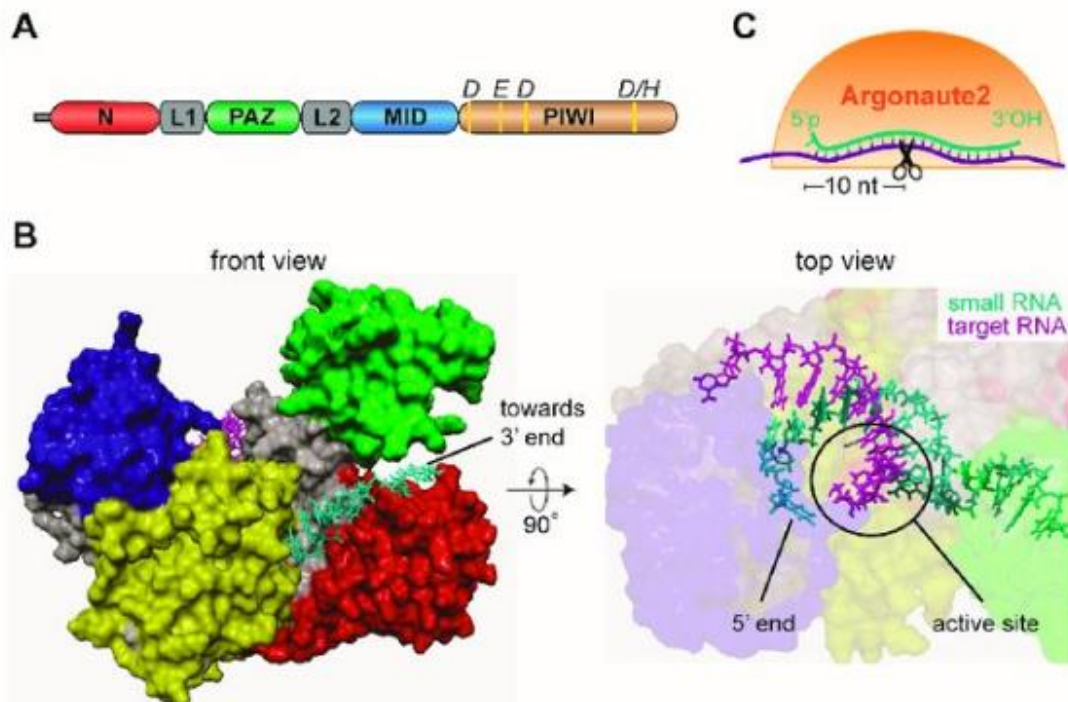 A
D E D D/H
N L1 PAZ L2 MID PIWI
C
Argonaute2
5'p 3'OH
10 nt
B
front view
towards
3' end
90°
top view
small RNA
target RNA
5' end
active site